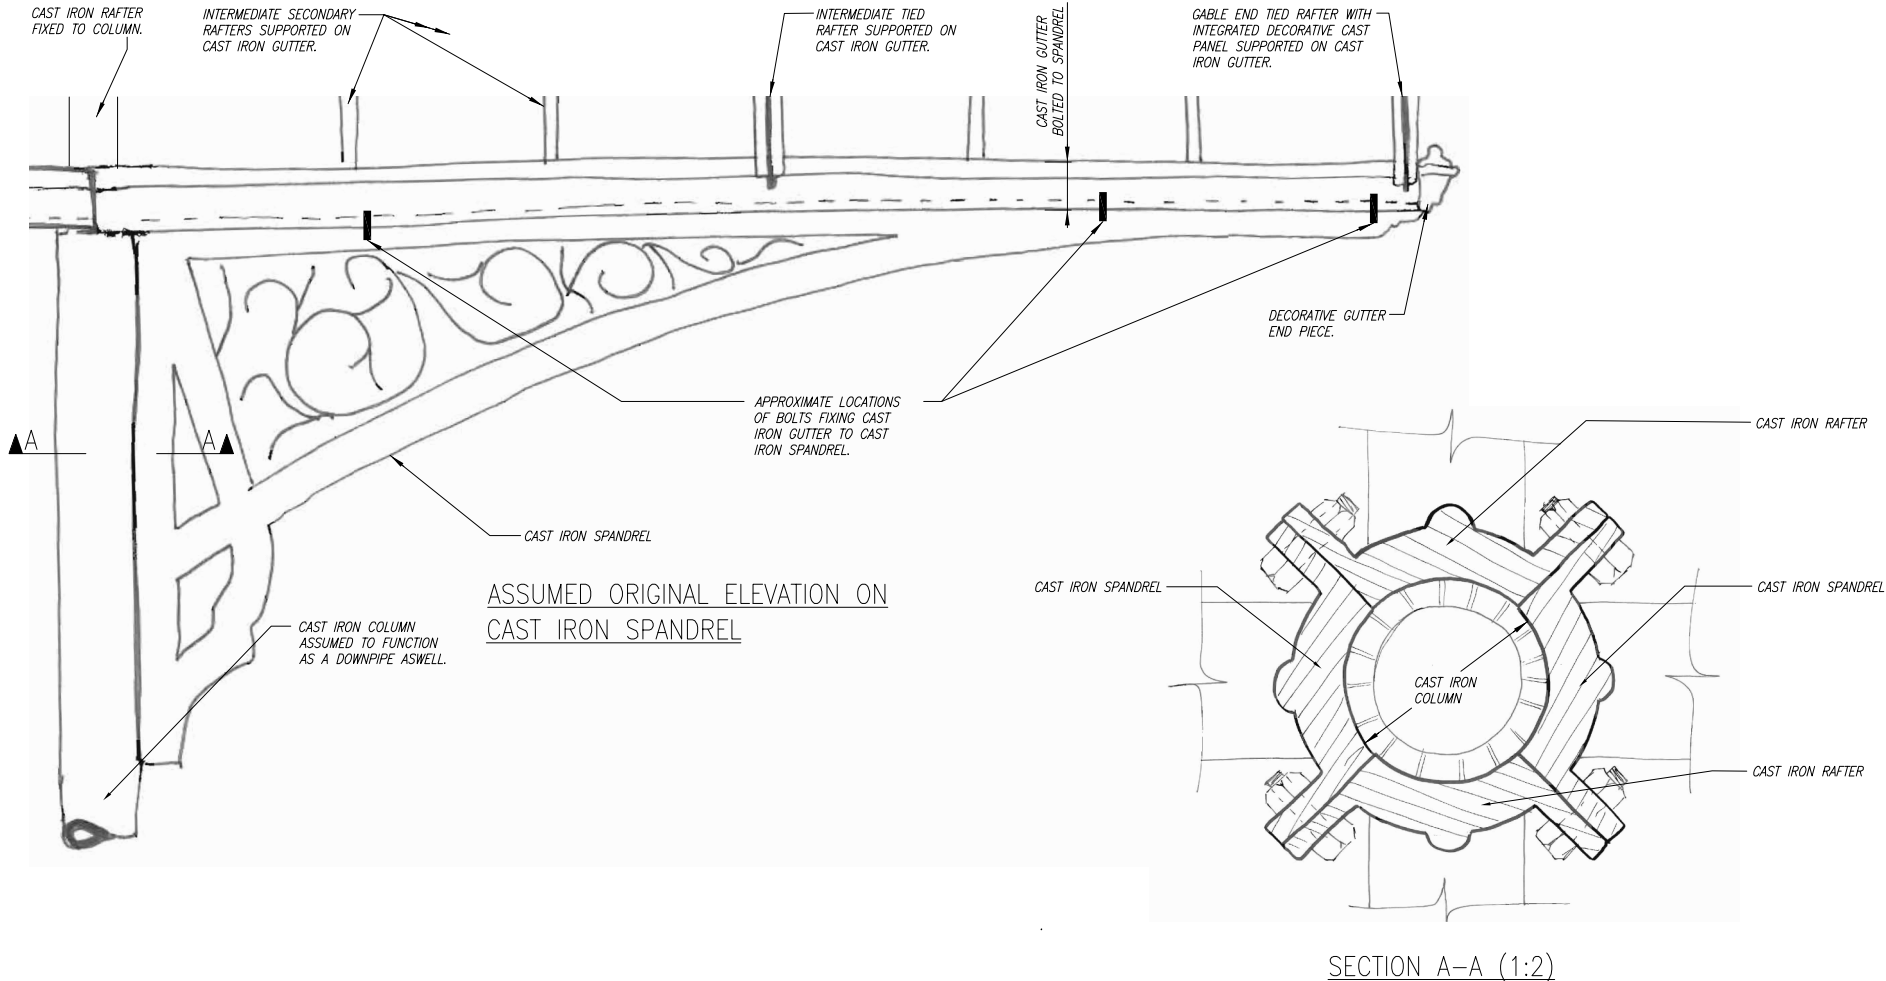 CAST IRON RAFTER
FIXED TO COLUMN.
INTERMEDIATE SECONDARY
RAFTERS SUPPORTED ON
CAST IRON GUTTER.
INTERMEDIATE TIED
RAFTER SUPPORTED ON
CAST IRON GUTTER.
CAST IRON GUTTER
BOLTED TO SPANDREL
GABLE END TIED RAFTER WITH
INTEGRATED DECORATIVE CAST
PANEL SUPPORTED ON CAST
IRON GUTTER.
DECORATIVE GUTTER
END PIECE.
APPROXIMATE LOCATIONS
OF BOLTS FIXING CAST
IRON GUTTER TO CAST
IRON SPANDREL.
A
A
CAST IRON SPANDREL
ASSUMED ORIGINAL ELEVATION ON
CAST IRON SPANDREL
CAST IRON COLUMN
ASSUMED TO FUNCTION
AS A DOWNPIPE ASWELL.
CAST IRON RAFTER
CAST IRON SPANDREL
CAST IRON SPANDREL
CAST IRON
COLUMN
CAST IRON RAFTER
SECTION A-A (1:2)